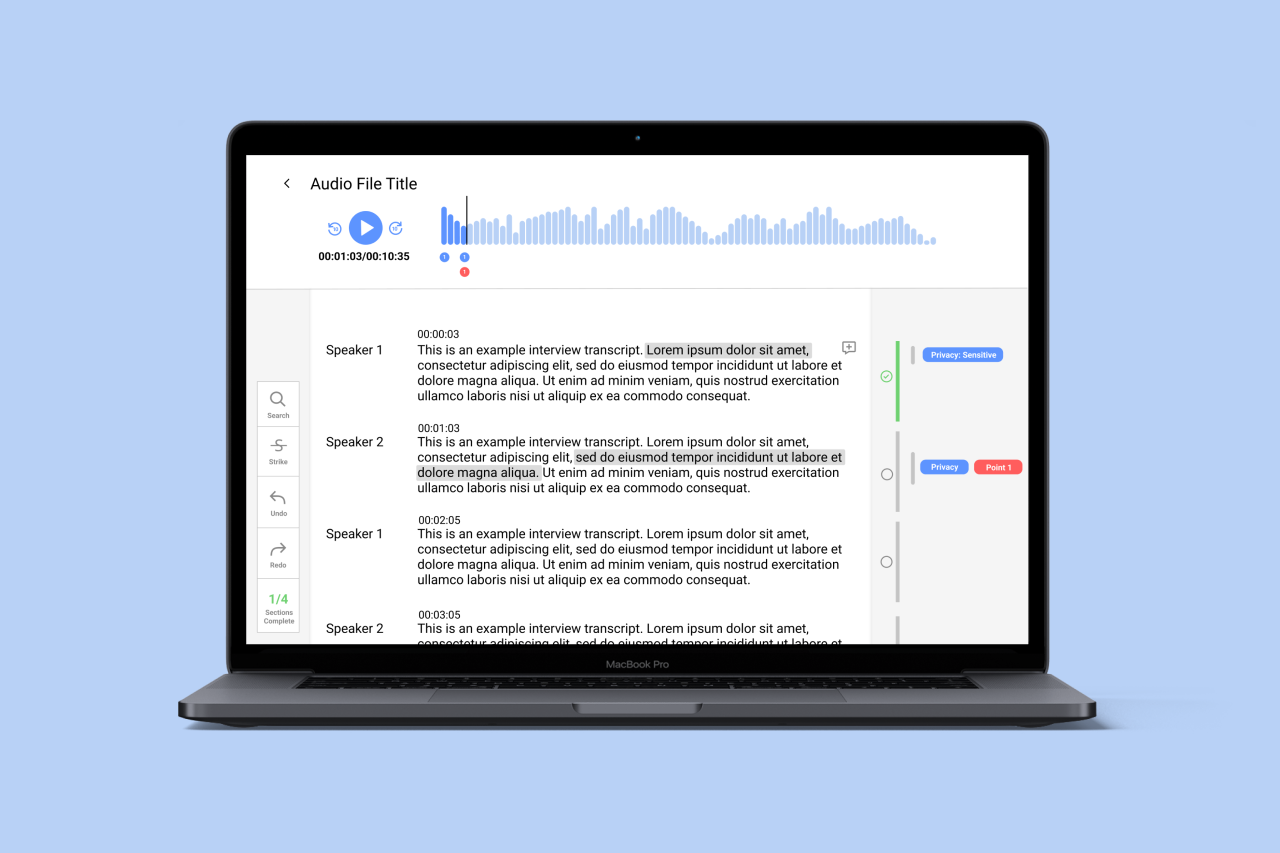 Audio File Title
10 10
00:01:03/00:10:35
1 1
1
00:00:03
Speaker 1
This is an example interview transcript. Lorem ipsum dolor sit amet,
consectetur adipiscing elit, sed do eiusmod tempor incididunt ut labore et
dolore magna aliqua. Ut enim ad minim veniam, quis nostrud exercitation
ullamco laboris nisi ut aliquip ex ea commodo consequat.
Privacy: Sensitive
00:01:03
Speaker 2
This is an example interview transcript. Lorem ipsum dolor sit amet,
consectetur adipiscing elit, sed do eiusmod tempor incididunt ut labore et
dolore magna aliqua. Ut enim ad minim veniam, quis nostrud exercitation
ullamco laboris nisi ut aliquip ex ea commodo consequat.
Privacy Point 1
00:02:05
Speaker 1
This is an example interview transcript. Lorem ipsum dolor sit amet,
consectetur adipiscing elit, sed do eiusmod tempor incididunt ut labore et
dolore magna aliqua. Ut enim ad minim veniam, quis nostrud exercitation
ullamco laboris nisi ut aliquip ex ea commodo consequat.
00:03:05
Speaker 2
This is an example interview transcript. Lorem ipsum dolor sit amet,
consectetur adipiscing elit, sed do eiusmod tempor incididunt ut labore et
Search
Strike
Undo
Redo
1/4
Sections
Complete
MacBook Pro